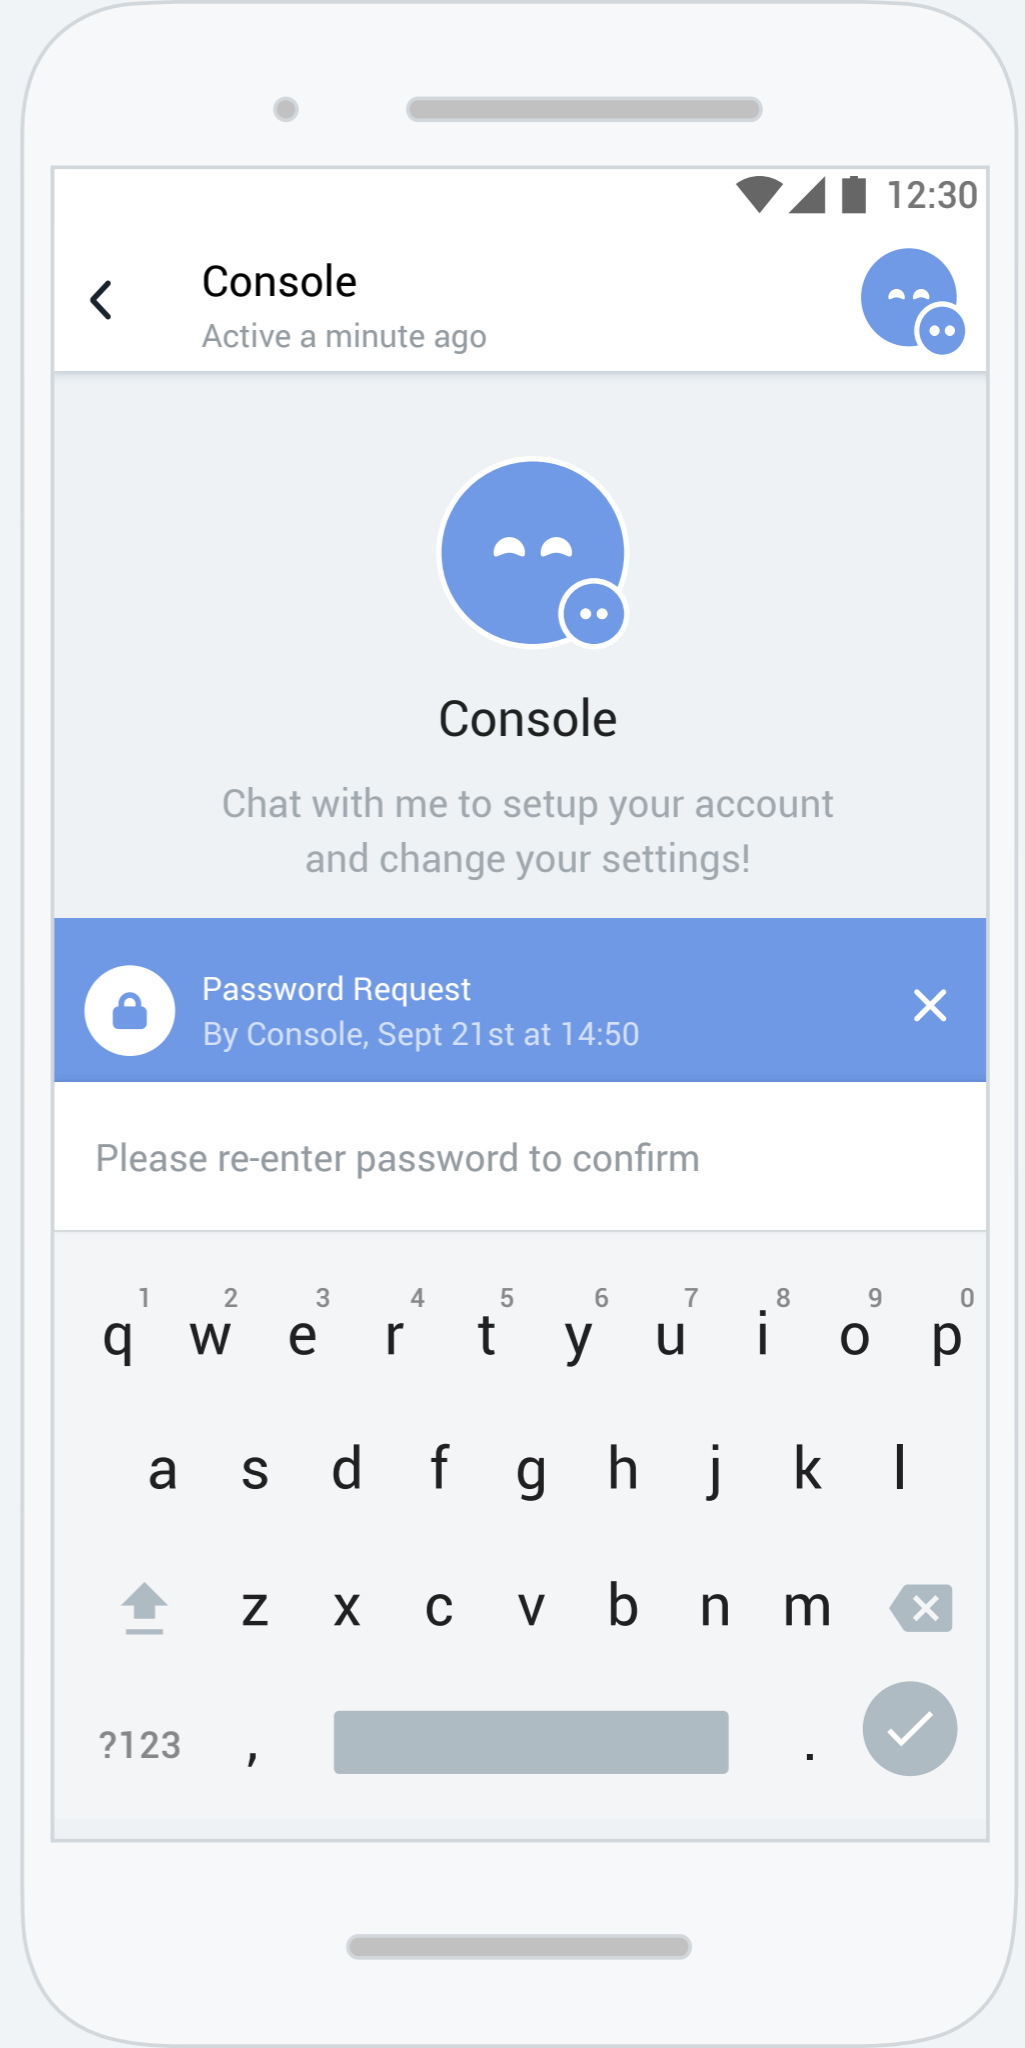 12:30
Console
Active a minute ago
Console
Chat with me to setup your account
and change your settings!
Password Request
By Console, Sept 21st at 14:50
Please re-enter password to confirm
1 2 3 4 5 6 7 8 9 0
q w e r t y u i o p
a s d f g h j k l
z x c v b n m
?123 , .